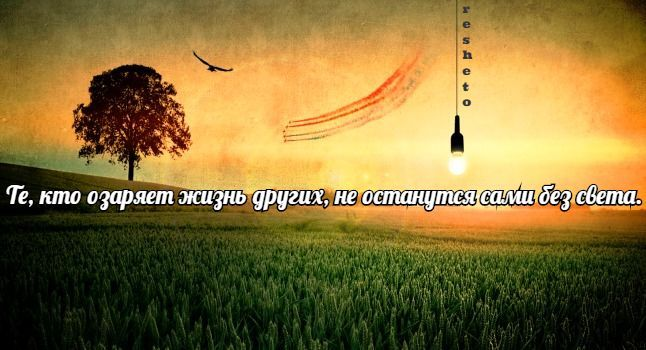 resheto
Те, кто озаряет жизнь других, не останутся сами без света.